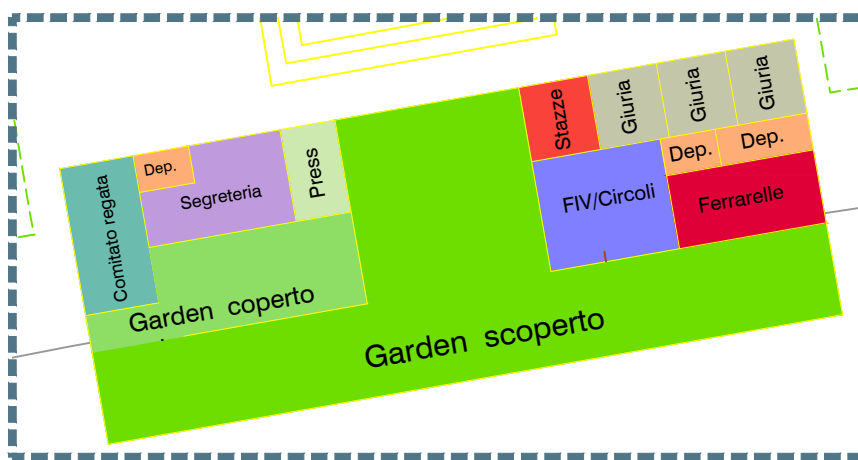 Stazze
Giuria
Giuria
Giuria
Dep.
Dep.
Dep.
Press
Segreteria
Comitato regata
FIV/Circoli
Ferrarelle
Garden coperto
Garden scoperto